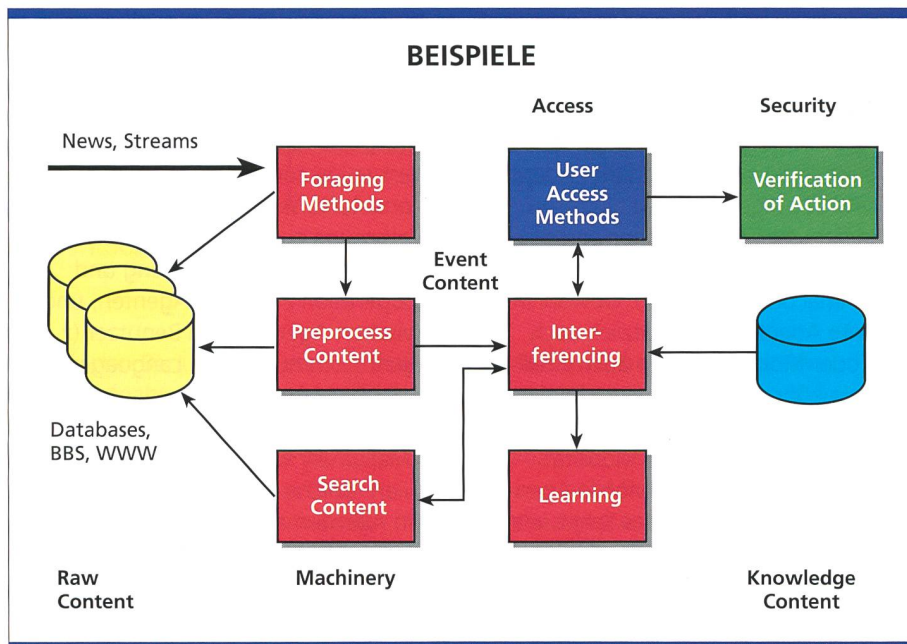 BEISPIELE
Access
Security
News, Streams
Foraging
Methods
User
Access
Methods
Verification
of Action
Event
Content
Preprocess
Content
Inter-
ferencing
Databases,
BBS, WWW
Search
Content
Learning
Raw
Content
Machinery
Knowledge
Content